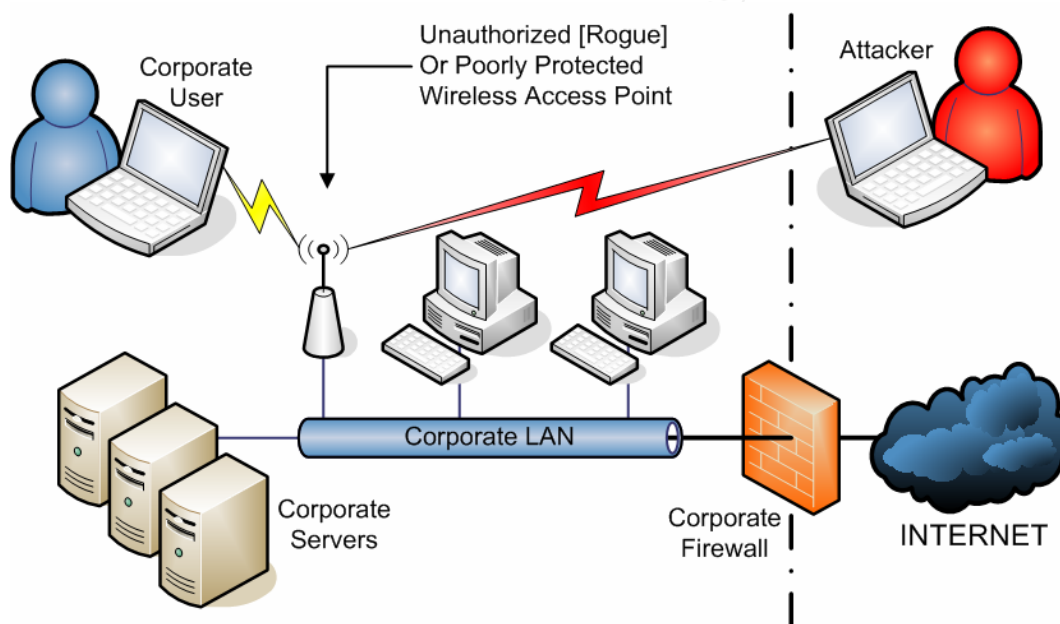 Unauthorized [Rogue]
Or Poorly Protected
Wireless Access Point
Corporate
User
Attacker
Corporate LAN
Corporate
Servers
Corporate
Firewall
INTERNET